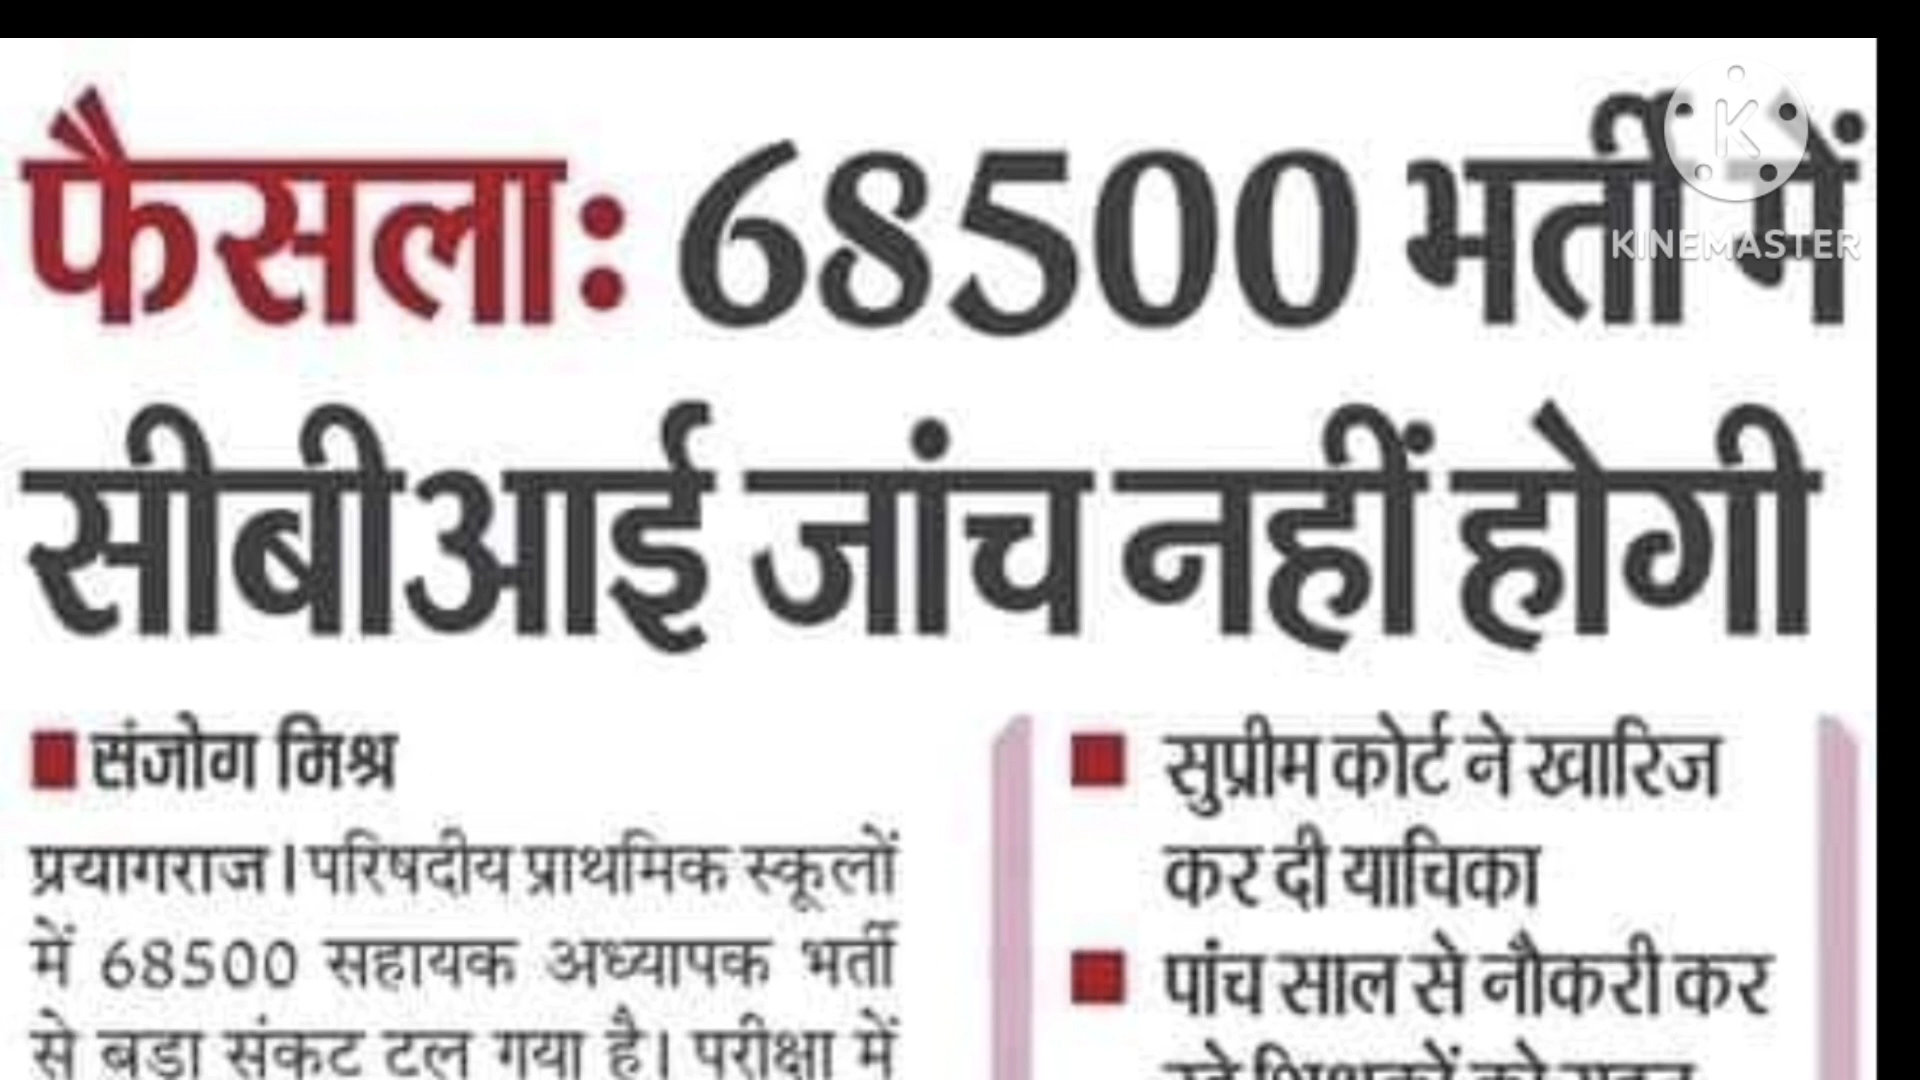 फैसला: 68500 भर्ती में
KINEMASTER
सीबीआई जांच नहीं होगी
संजोग मिश्र
प्रयागराज। परिषदीय प्राथमिक स्कूलों
में 68500 सहायक अध्यापक भर्ती
से बड़ा संकट टल गया है। परीक्षा में
सुप्रीम कोर्ट ने खारिज
कर दी याचिका
पांच साल से नौकरी कर